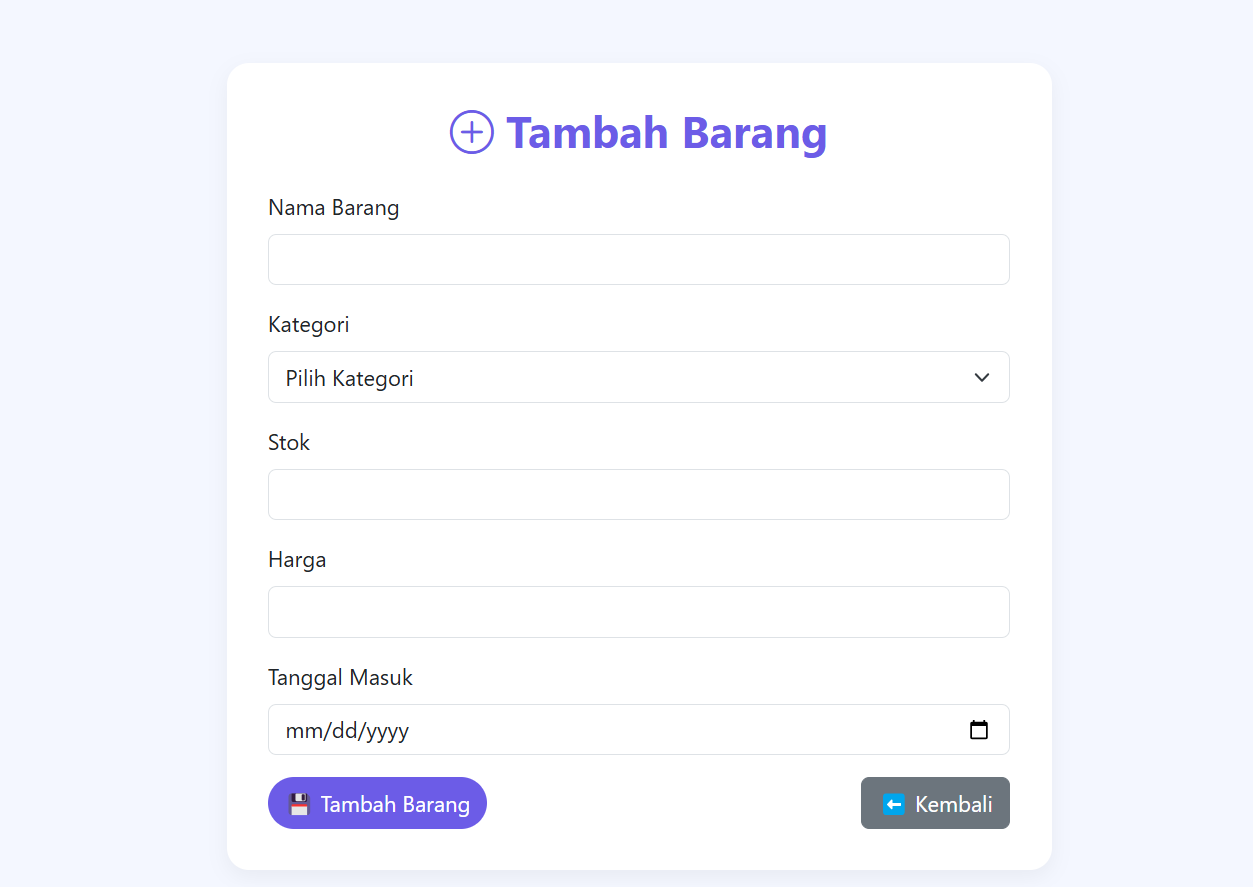 Tambah Barang
Nama Barang
Kategori
Pilih Kategori
Stok
Harga
Tanggal Masuk
mm/dd/yyyy
Tambah Barang
Kembali